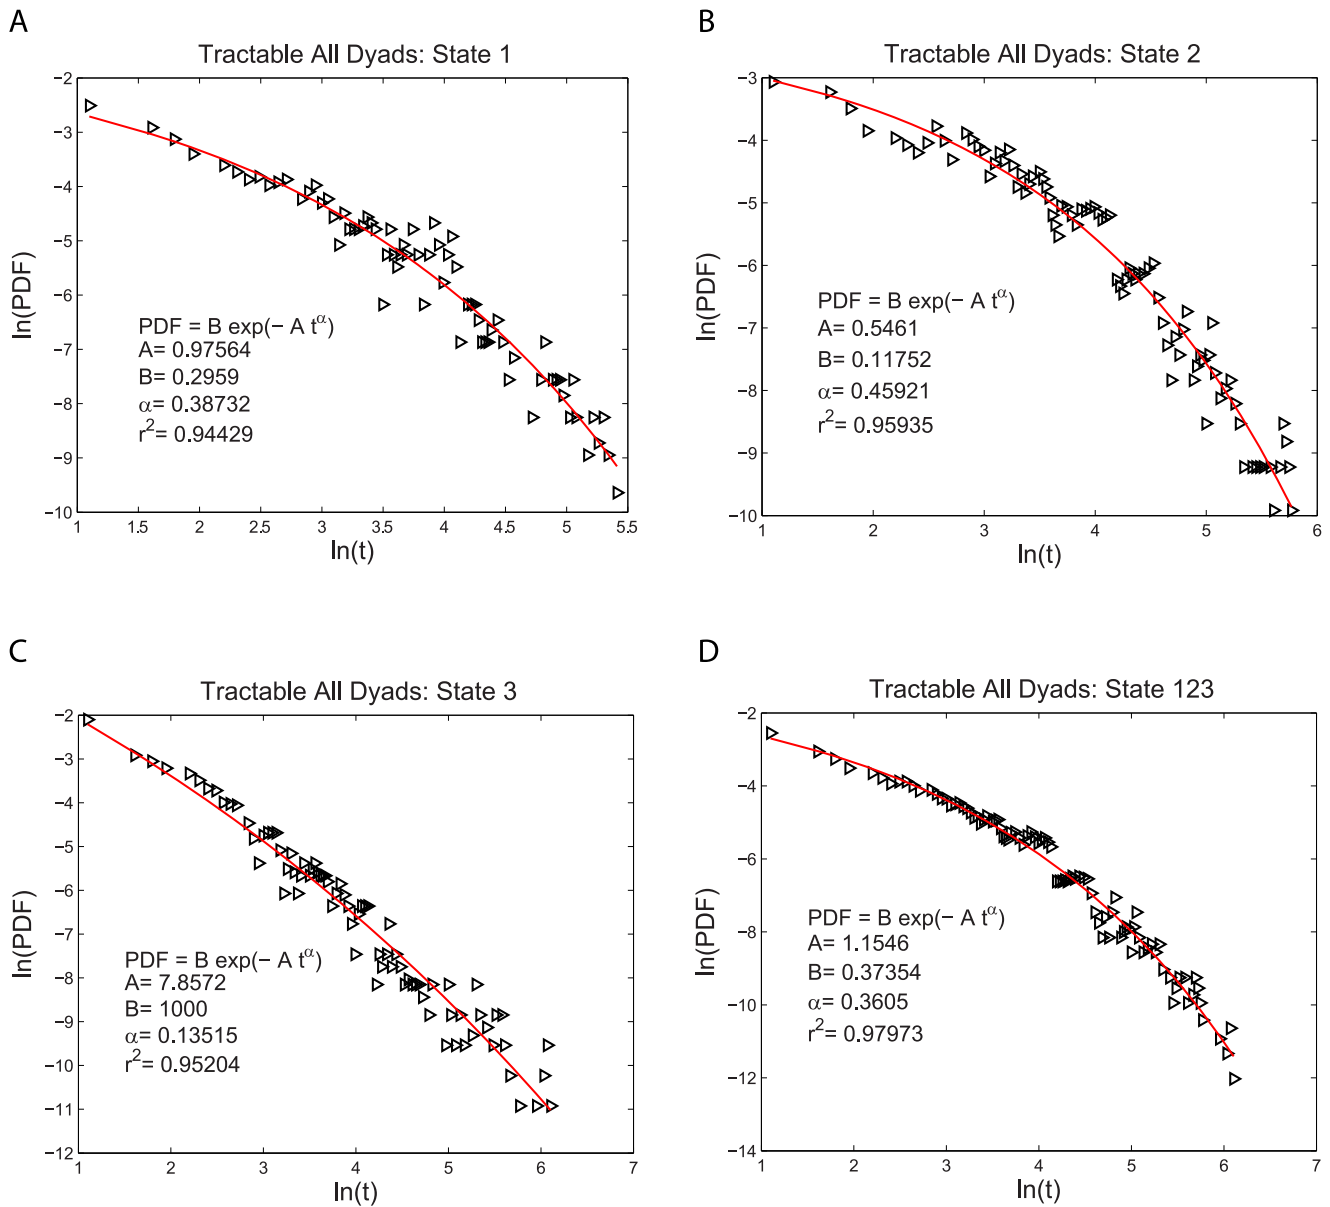 A
Tractable All Dyads: State 1
−2
−3
−4
−5
−6
−7
−8
−9
−10
ln(PDF)
PDF = B exp(− A t^α)
A= 0.97564
B= 0.2959
α= 0.38732
r²= 0.94429
1 1.5 2 2.5 3 3.5 4 4.5 5 5.5
ln(t)
B
Tractable All Dyads: State 2
−3
−4
−5
−6
−7
−8
−9
−10
ln(PDF)
PDF = B exp(− A t^α)
A= 0.5461
B= 0.11752
α= 0.45921
r²= 0.95935
1 2 3 4 5 6
ln(t)
C
Tractable All Dyads: State 3
−2
−3
−4
−5
−6
−7
−8
−9
−10
−11
−12
ln(PDF)
PDF = B exp(− A t^α)
A= 7.8572
B= 1000
α= 0.13515
r²= 0.95204
1 2 3 4 5 6 7
ln(t)
D
Tractable All Dyads: State 123
−2
−4
−6
−8
−10
−12
−14
ln(PDF)
PDF = B exp(− A t^α)
A= 1.1546
B= 0.37354
α= 0.3605
r²= 0.97973
1 2 3 4 5 6 7
ln(t)